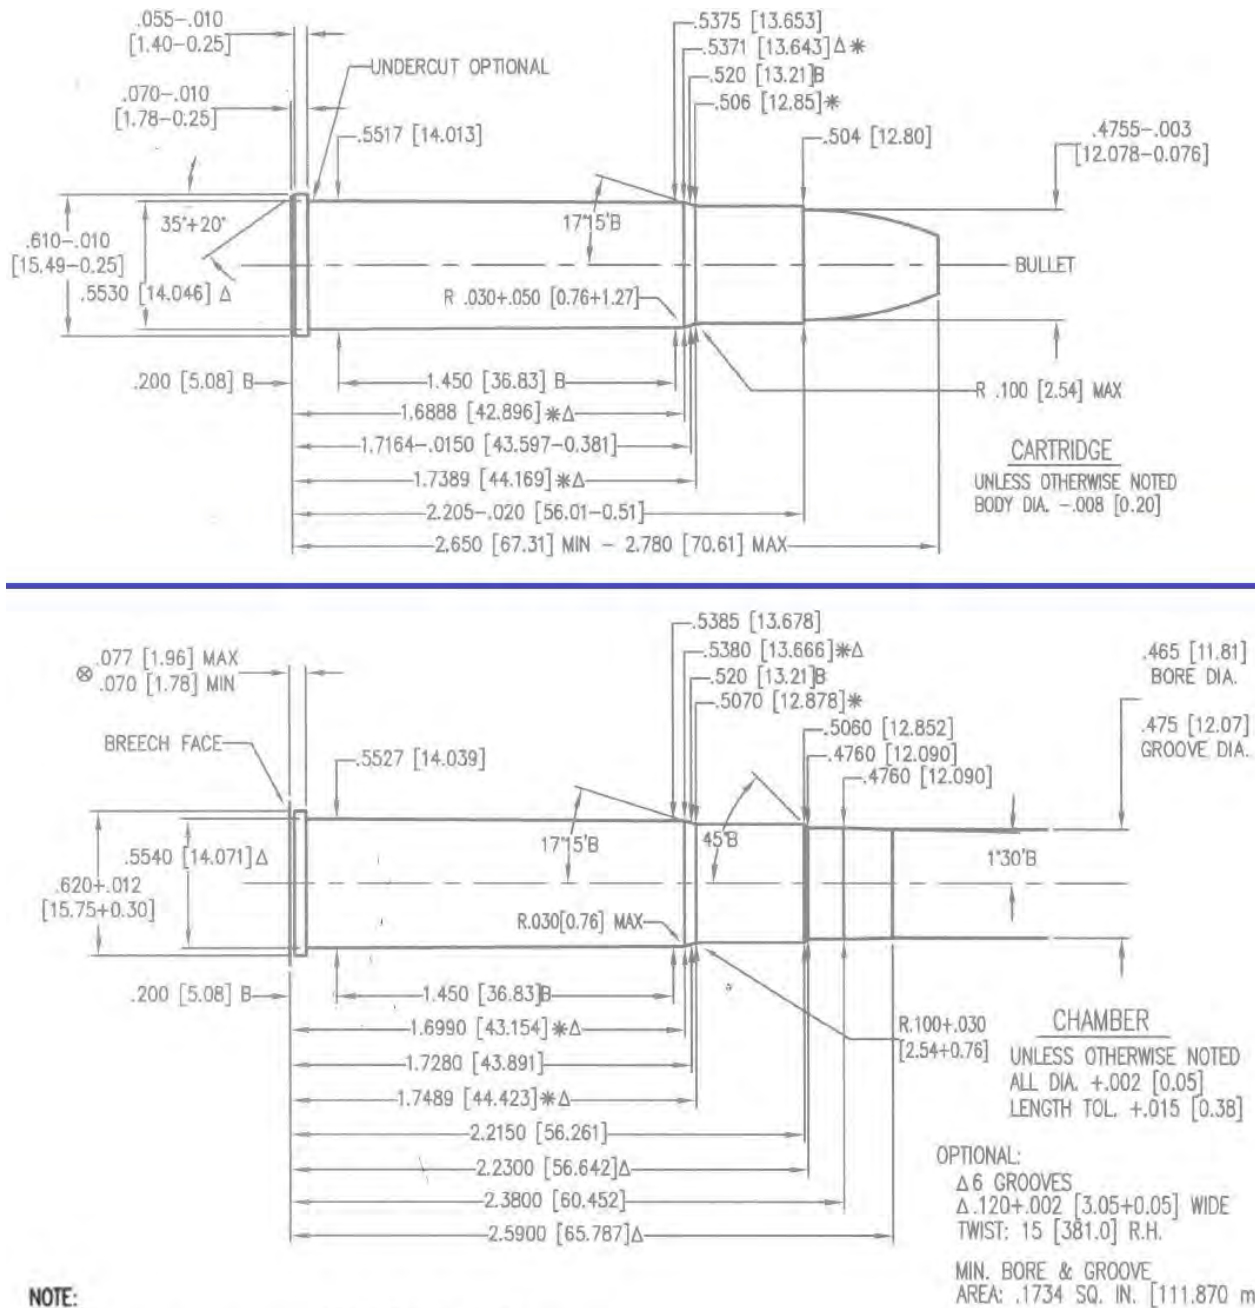 .055-.010
[1.40-0.25]
.070-.010
[1.78-0.25]
UNDERCUT OPTIONAL
.5517 [14.013]
.5375 [13.653]
.5371 [13.643]Δ*
.520 [13.21]B
.506 [12.85]*
.504 [12.80]
.4755-.003
[12.078-0.076]
35°+20°
17°15'B
.610-.010
[15.49-0.25]
.5530 [14.046] Δ
BULLET
R .030+.050 [0.76+1.27]
.200 [5.08] B
1.450 [36.83] B
R .100 [2.54] MAX
1.6888 [42.896]*Δ
1.7164-.0150 [43.597-0.381]
1.7389 [44.169]*Δ
2.205-.020 [56.01-0.51]
2.650 [67.31] MIN - 2.780 [70.61] MAX
CARTRIDGE
UNLESS OTHERWISE NOTED
BODY DIA. -.008 [0.20]
⊗ .077 [1.96] MAX
.070 [1.78] MIN
BREECH FACE
.5527 [14.039]
.5385 [13.678]
.5380 [13.666]*Δ
.520 [13.21]B
.5070 [12.878]*
.5060 [12.852]
.4760 [12.090]
.4760 [12.090]
.465 [11.81]
BORE DIA.
.475 [12.07]
GROOVE DIA.
17°15'B
45°B
1°30'B
.5540 [14.071]Δ
.620+.012
[15.75+0.30]
R.030[0.76] MAX
.200 [5.08] B
1.450 [36.83]B
1.6990 [43.154]*Δ
1.7280 [43.891]
1.7489 [44.423]*Δ
2.2150 [56.261]
2.2300 [56.642]Δ
2.3800 [60.452]
2.5900 [65.787]Δ
R.100+.030
[2.54+0.76]
CHAMBER
UNLESS OTHERWISE NOTED
ALL DIA. +.002 [0.05]
LENGTH TOL. +.015 [0.38]
OPTIONAL:
Δ 6 GROOVES
Δ .120+.002 [3.05+0.05] WIDE
TWIST: 15 [381.0] R.H.
MIN. BORE & GROOVE
AREA: .1734 SQ. IN. [111.870 m
NOTE: